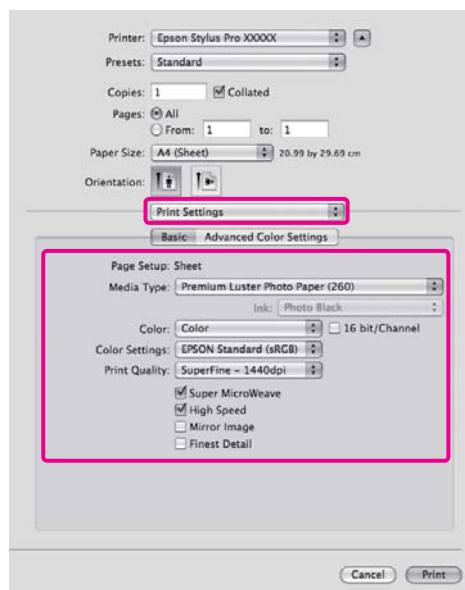 Printer: Epson Stylus Pro XXXXX
Presets: Standard
Copies: 1 Collated
Pages: All
From: 1 to: 1
Paper Size: A4 (Sheet) 20.99 by 29.69 cm
Orientation:
Print Settings
Basic Advanced Color Settings
Page Setup: Sheet
Media Type: Premium Luster Photo Paper (260)
Ink: Photo Black
Color: Color 16 bit/Channel
Color Settings: EPSON Standard (sRGB)
Print Quality: SuperFine - 1440dpi
Super MicroWeave
High Speed
Mirror Image
Finest Detail
Cancel Print